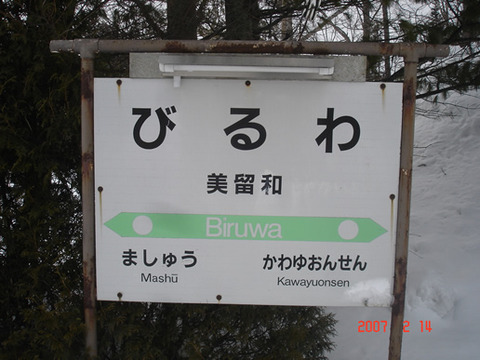 びるわ
美留和
Biruwa
ましゅう かわゆおんせん
Mashū Kawayuonsen
2007 2 14